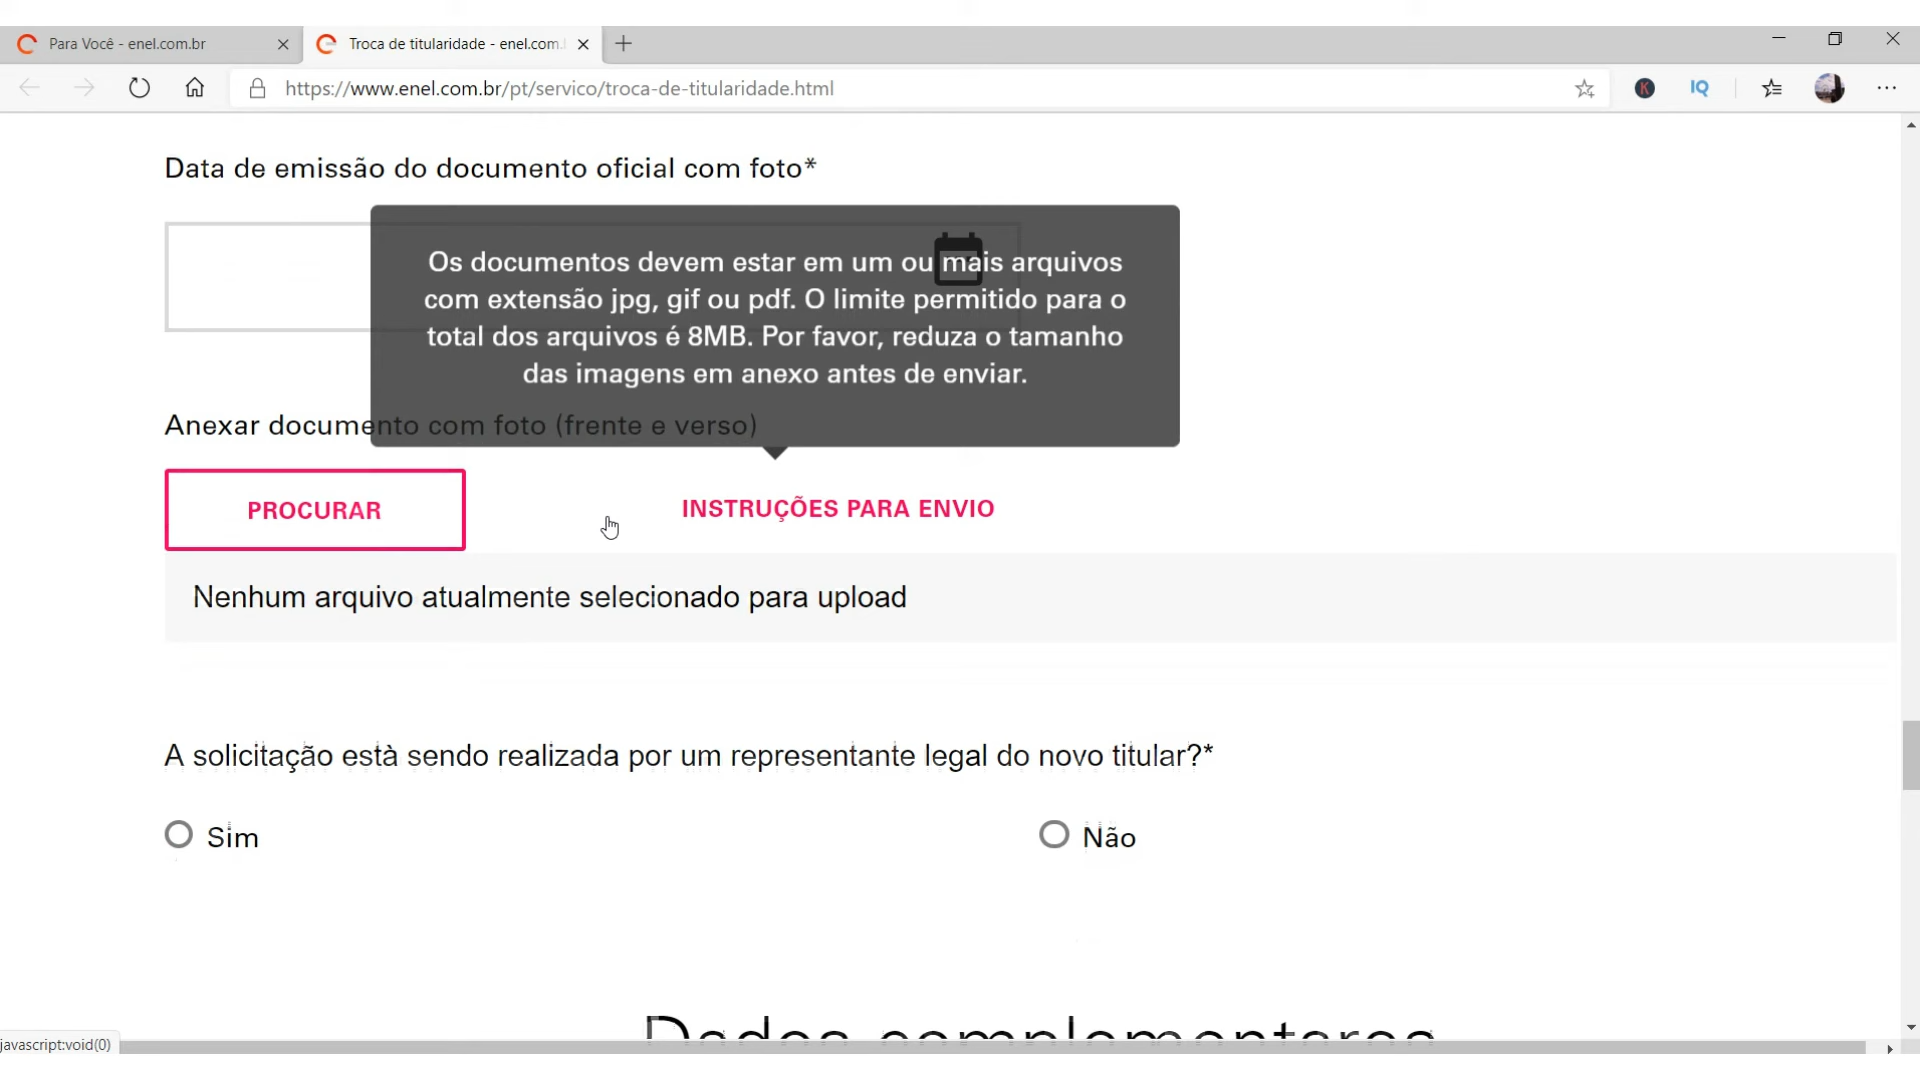 Para Você - enel.com.br
Troca de titularidade - enel.com.
https://www.enel.com.br/pt/servico/troca-de-titularidade.html
K
IQ
Data de emissão do documento oficial com foto*
Os documentos devem estar em um ou mais arquivos
com extensão jpg, gif ou pdf. O limite permitido para o
total dos arquivos é 8MB. Por favor, reduza o tamanho
das imagens em anexo antes de enviar.
Anexar documento com foto (frente e verso)
PROCURAR
INSTRUÇÕES PARA ENVIO
Nenhum arquivo atualmente selecionado para upload
A solicitação està sendo realizada por um representante legal do novo titular?*
Sim
Não
Dados complementares
javascript:void(0)